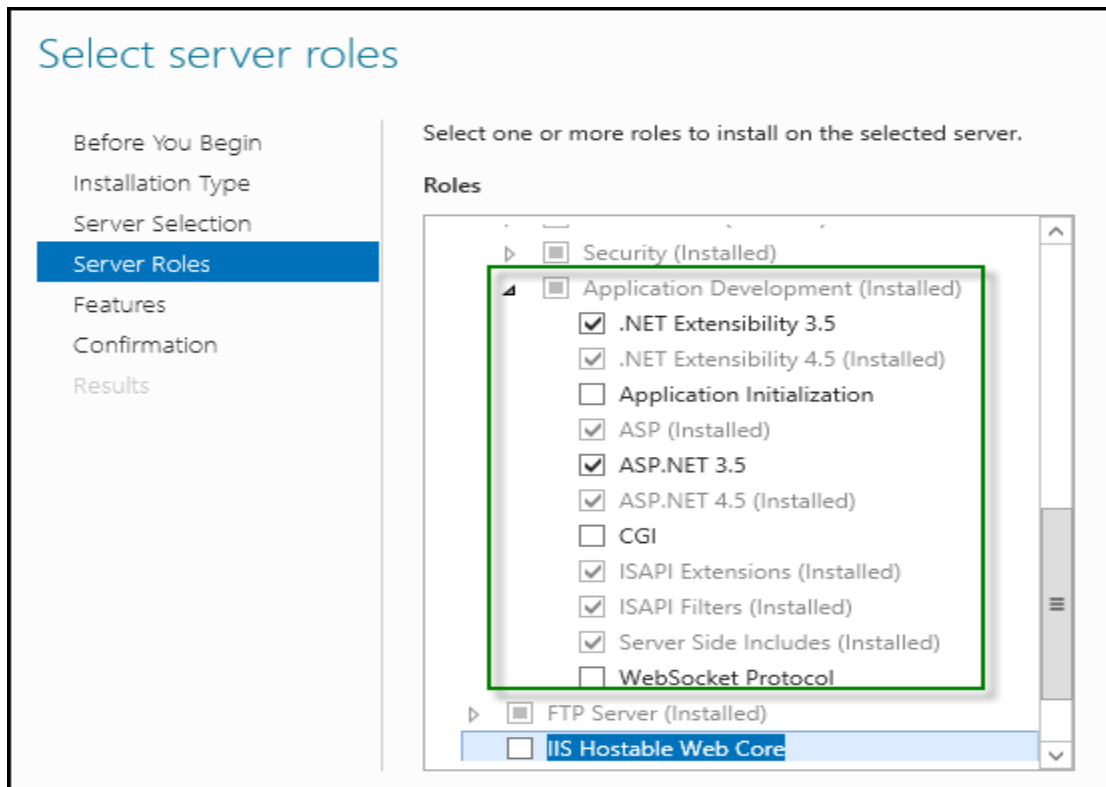 Select server roles
Before You Begin
Installation Type
Server Selection
Server Roles
Features
Confirmation
Results
Select one or more roles to install on the selected server.
Roles
Security (Installed)
Application Development (Installed)
.NET Extensibility 3.5
.NET Extensibility 4.5 (Installed)
Application Initialization
ASP (Installed)
ASP.NET 3.5
ASP.NET 4.5 (Installed)
CGI
ISAPI Extensions (Installed)
ISAPI Filters (Installed)
Server Side Includes (Installed)
WebSocket Protocol
FTP Server (Installed)
IIS Hostable Web Core